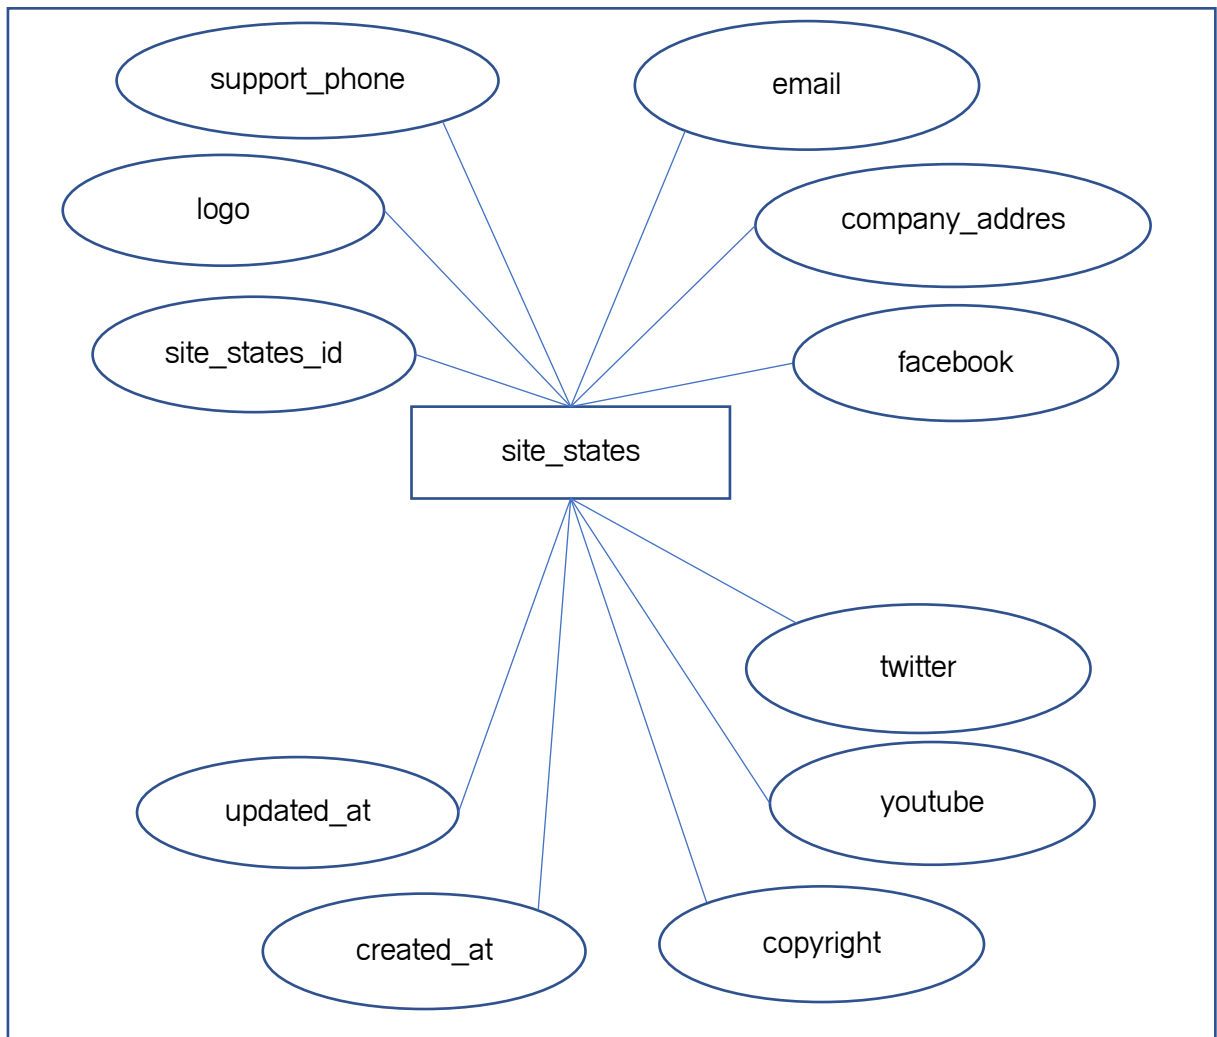 support_phone
email
logo
company_addres
site_states_id
facebook
site_states
twitter
updated_at
youtube
created_at
copyright